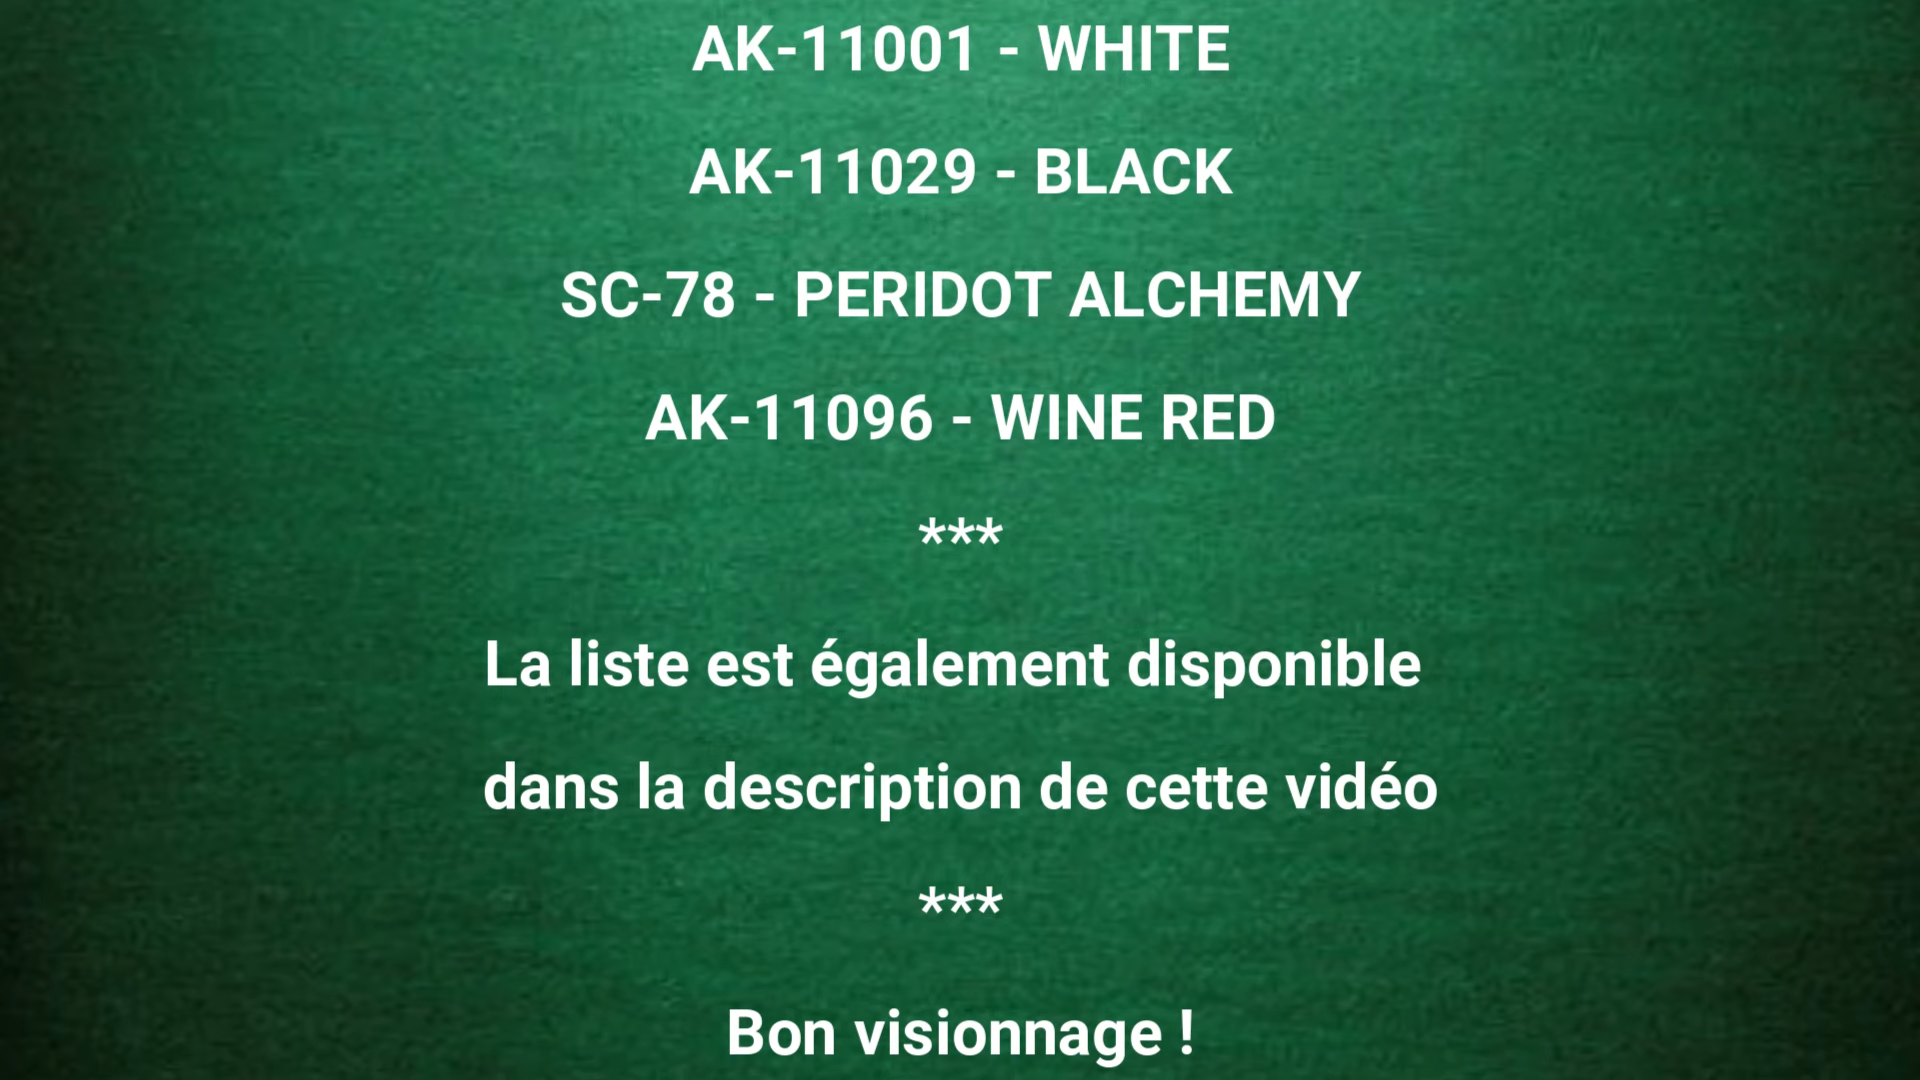 AK-11001 - WHITE
AK-11029 - BLACK
SC-78 - PERIDOT ALCHEMY
AK-11096 - WINE RED
***
La liste est également disponible
dans la description de cette vidéo
***
Bon visionnage !